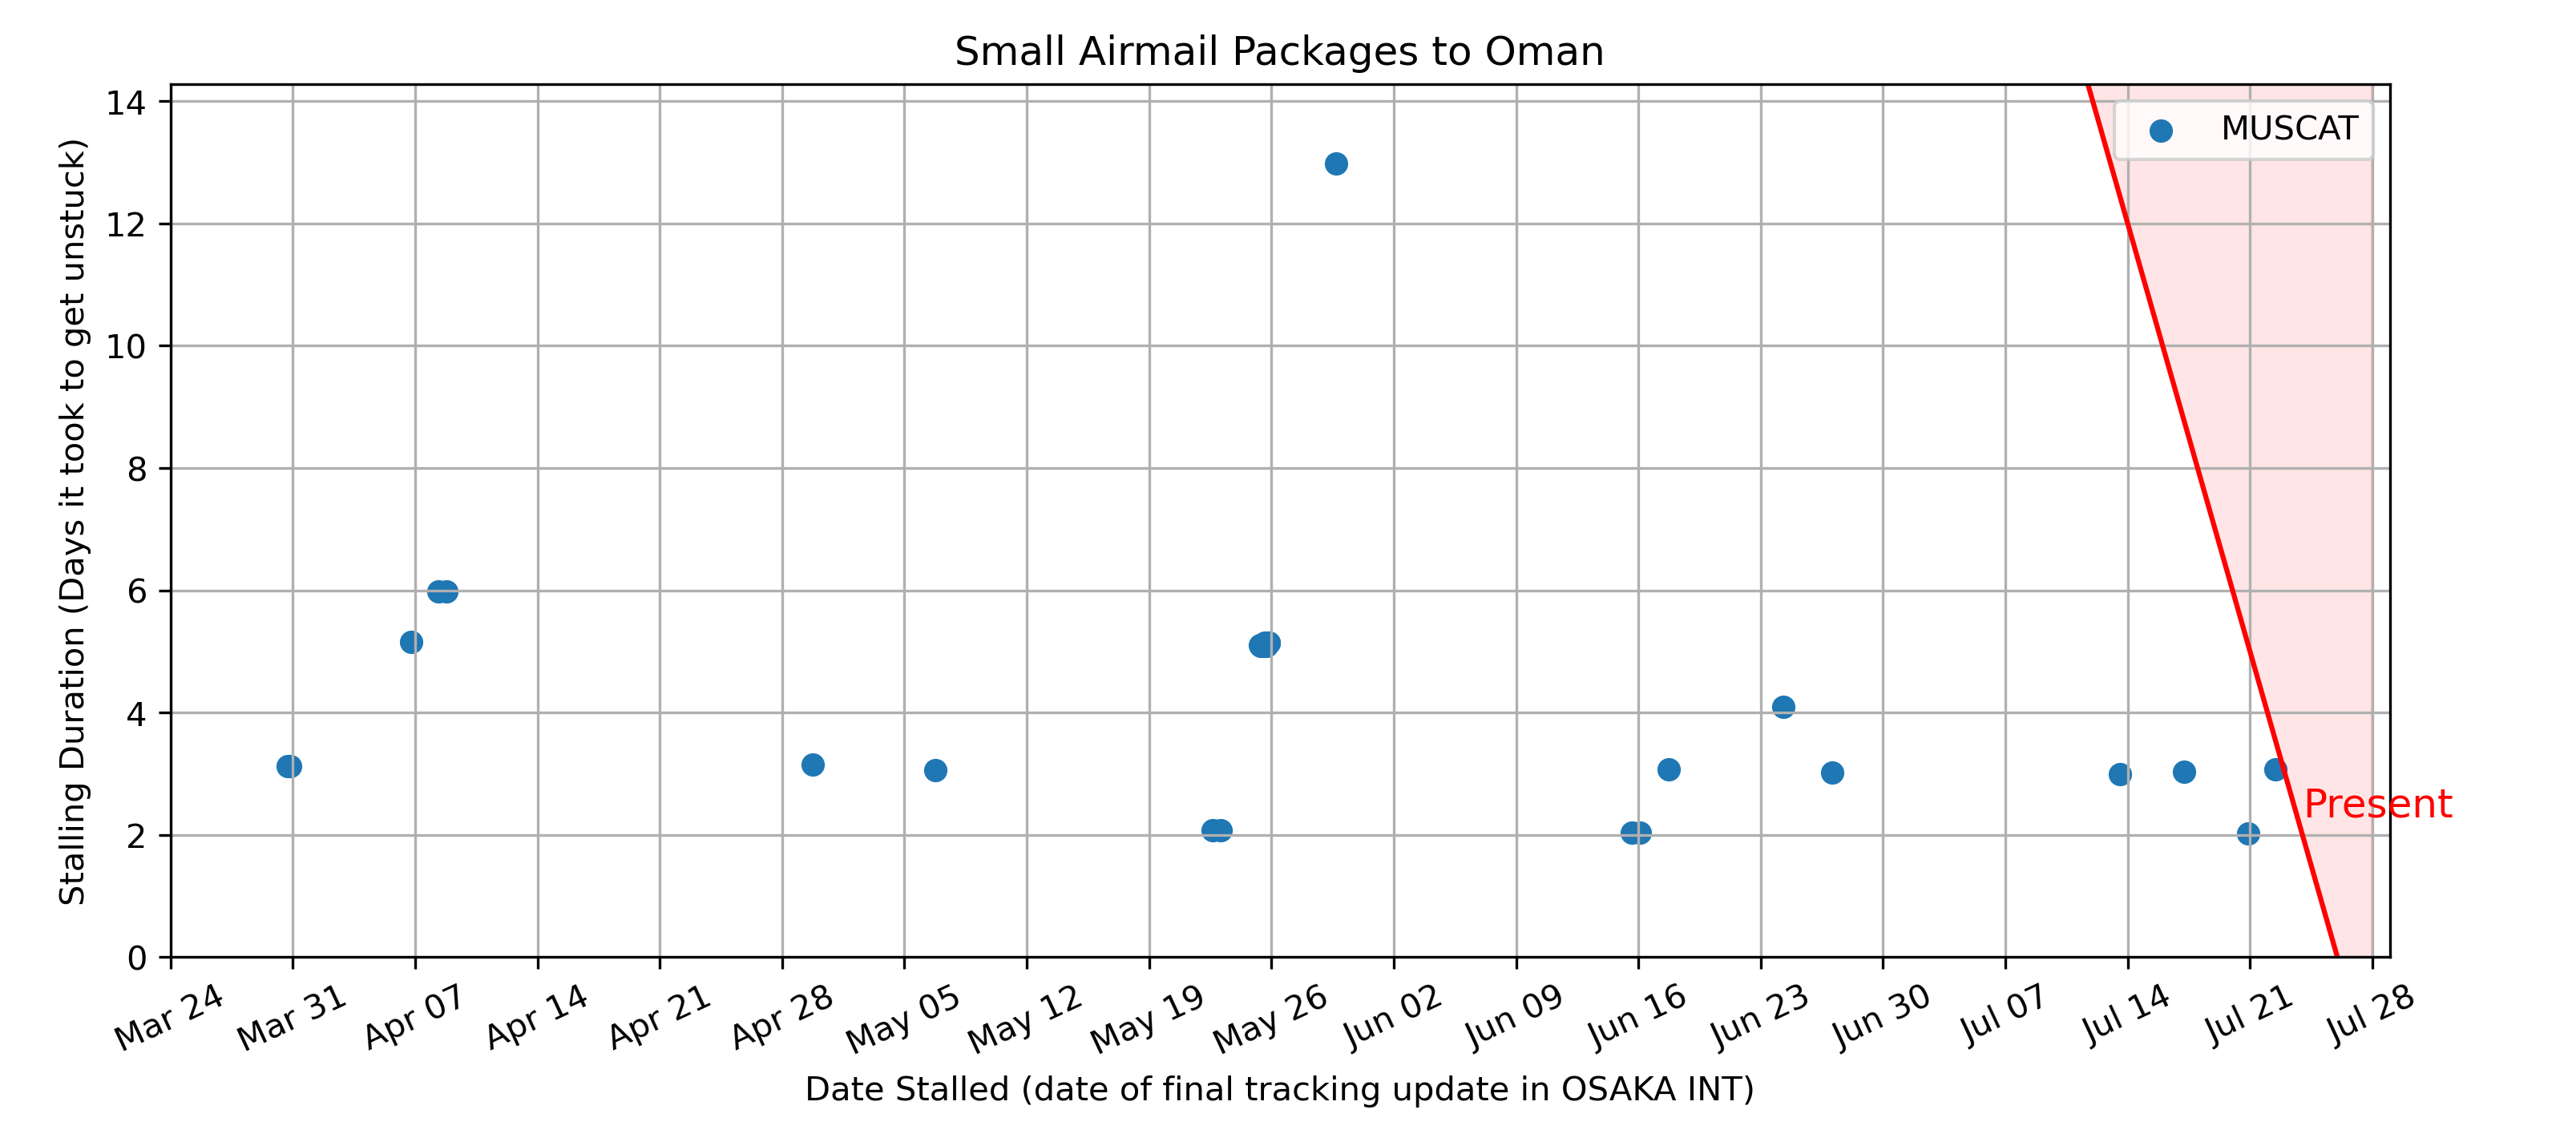 Small Airmail Packages to Oman
MUSCAT
Stalling Duration (Days it took to get unstuck)
14
12
10
8
6
4
2
0
Present
Mar 24
Mar 31
Apr 07
Apr 14
Apr 21
Apr 28
May 05
May 12
May 19
May 26
Jun 02
Jun 09
Jun 16
Jun 23
Jun 30
Jul 07
Jul 14
Jul 21
Jul 28
Date Stalled (date of final tracking update in OSAKA INT)